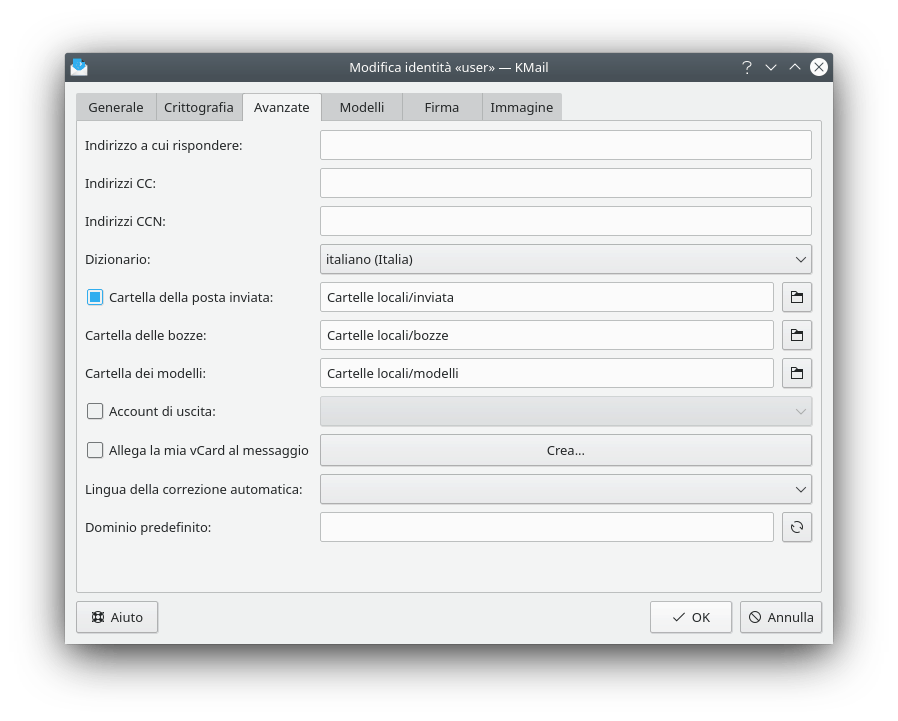 Modifica identità «user» — KMail
Generale Crittografia Avanzate Modelli Firma Immagine
Indirizzo a cui rispondere:
Indirizzi CC:
Indirizzi CCN:
Dizionario: italiano (Italia)
Cartella della posta inviata: Cartelle locali/inviata
Cartella delle bozze: Cartelle locali/bozze
Cartella dei modelli: Cartelle locali/modelli
Account di uscita:
Allega la mia vCard al messaggio Crea...
Lingua della correzione automatica:
Dominio predefinito:
Aiuto OK Annulla